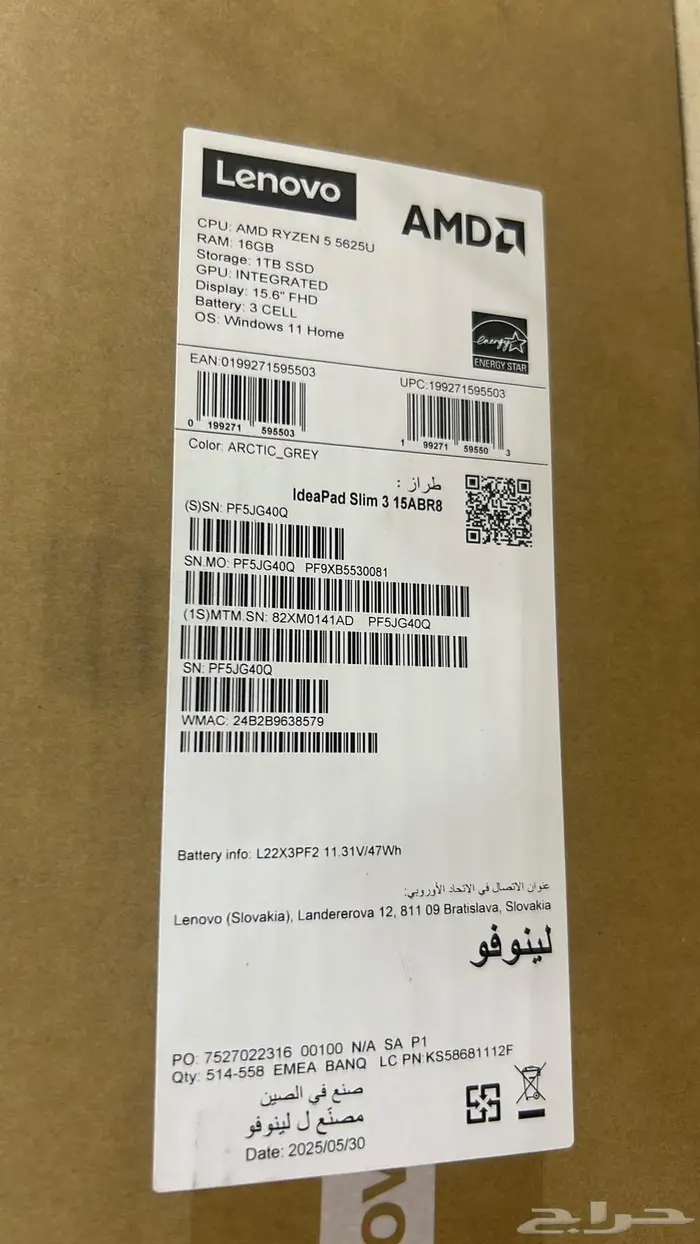 Lenovo
AMD
CPU: AMD RYZEN 5 5625U
RAM: 16GB
Storage: 1TB SSD
GPU: INTEGRATED
Display: 15.6" FHD
Battery: 3 CELL
OS: Windows 11 Home
energy
ENERGY STAR
EAN:0199271595503
0 199271 595503
UPC:199271595503
1 99271 59550 3
Color: ARCTIC_GREY
طراز :
IdeaPad Slim 3 15ABR8
(S)SN: PF5JG40Q
SN.MO: PF5JG40Q PF9XB5530081
(1S)MTM.SN: 82XM0141AD PF5JG40Q
SN: PF5JG40Q
WMAC: 24B2B9638579
Battery info: L22X3PF2 11.31V/47Wh
عنوان الاتصال في الاتحاد الأوروبي:
Lenovo (Slovakia), Landererova 12, 811 09 Bratislava, Slovakia
لينوفو
PO: 7527022316 00100 N/A SA P1
Qty: 514-558 EMEA BANQ LC PN:KS58681112F
صنع في الصين
مصنّع ل لينوفو
Date: 2025/05/30
حراج